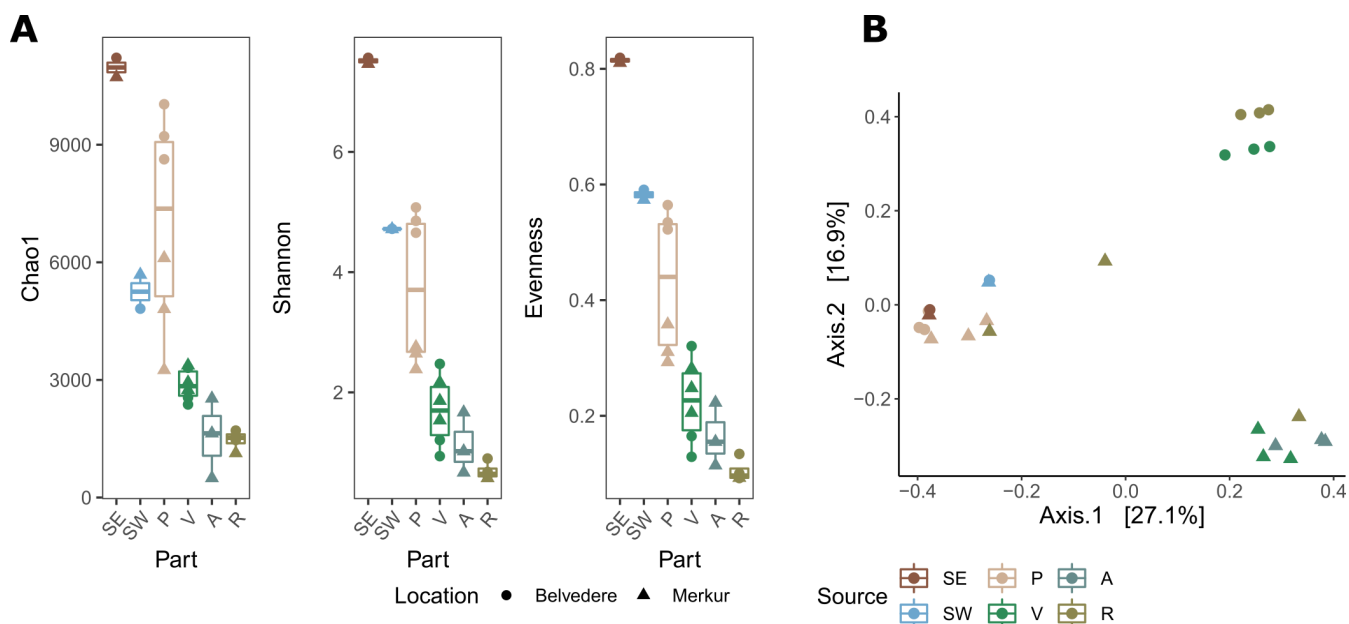 A
B
Chao1
9000
6000
3000
0
SE SW P V A R
Part
Shannon
6
4
2
SE SW P V A R
Part
Evenness
0.8
0.6
0.4
0.2
SE SW P V A R
Part
Location Belvedere Merkur
Axis.2 [16.9%]
0.4
0.2
0.0
−0.2
−0.4 −0.2 0.0 0.2 0.4
Axis.1 [27.1%]
Source
SE P A
SW V R